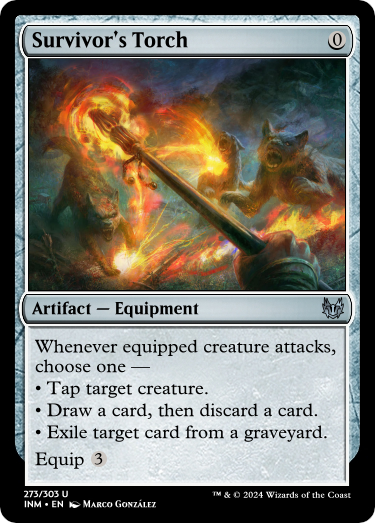 Survivor's Torch 0
Artifact — Equipment
Whenever equipped creature attacks,
choose one —
• Tap target creature.
• Draw a card, then discard a card.
• Exile target card from a graveyard.
Equip 3
273/303 U
INM • EN Marco González
™ & © 2024 Wizards of the Coast